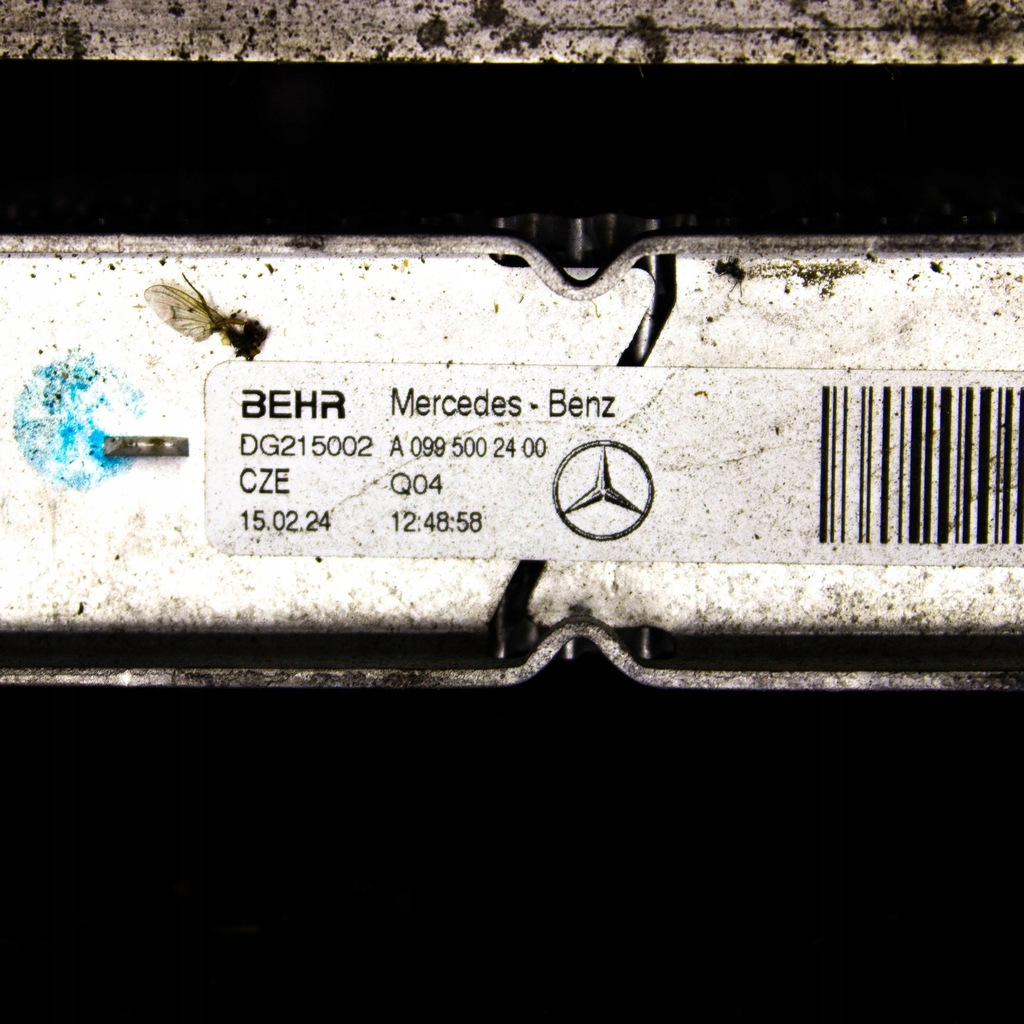 BEHR Mercedes - Benz
DG215002 A 099 500 24 00
CZE Q04
15.02.24 12:48:58